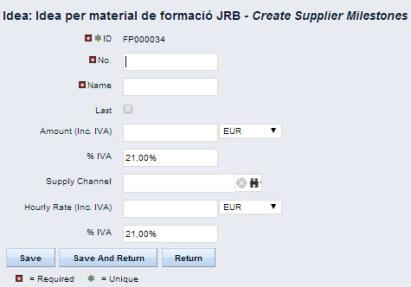 Idea: Idea per material de formació JRB - Create Supplier Milestones
ID FP000034
No.
Name
Last
Amount (Inc. IVA) EUR
% IVA 21,00%
Supply Channel
Hourly Rate (Inc. IVA) EUR
% IVA 21,00%
Save Save And Return Return
= Required = Unique